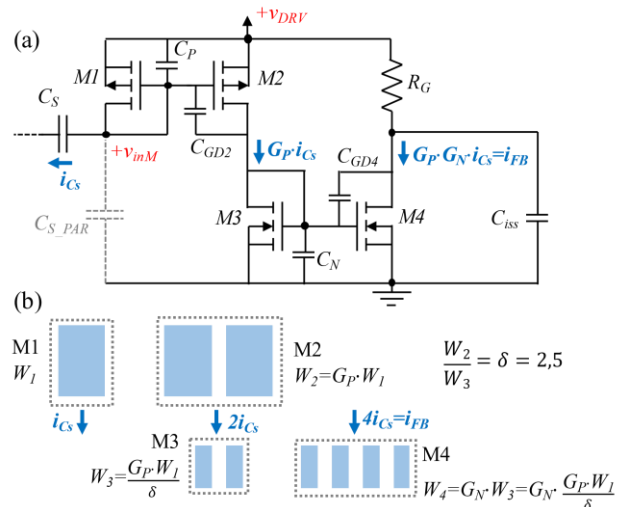 (a)
+v_DRV
C_P
M1
M2
C_S
R_G
+v_inM
C_GD2
i_Cs
G_P·i_Cs
C_GD4
G_P·G_N·i_Cs=i_FB
C_S_PAR
M3
M4
C_iss
C_N
(b)
M1
W_1
M2
W_2=G_P·W_1
W_2/W_3 = δ = 2,5
i_Cs
2i_Cs
4i_Cs=i_FB
M3
W_3=G_P·W_1/δ
M4
W_4=G_N·W_3=G_N·G_P·W_1/δ